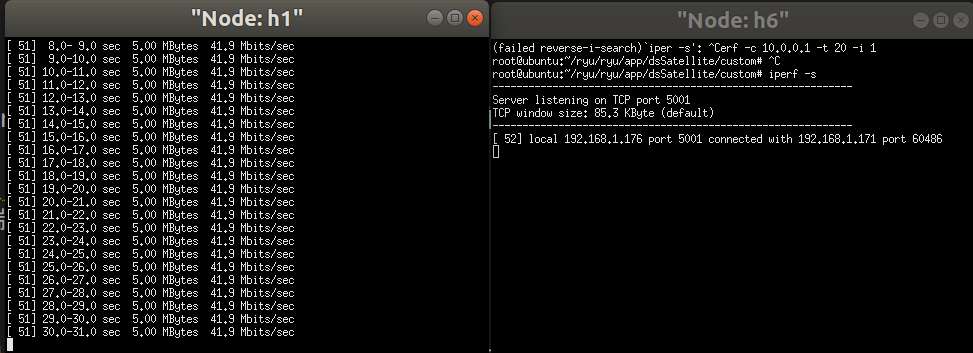 "Node: h1"
[ 51]  8.0- 9.0 sec  5.00 MBytes  41.9 Mbits/sec
[ 51]  9.0-10.0 sec  5.00 MBytes  41.9 Mbits/sec
[ 51] 10.0-11.0 sec  5.00 MBytes  41.9 Mbits/sec
[ 51] 11.0-12.0 sec  5.00 MBytes  41.9 Mbits/sec
[ 51] 12.0-13.0 sec  5.00 MBytes  41.9 Mbits/sec
[ 51] 13.0-14.0 sec  5.00 MBytes  41.9 Mbits/sec
[ 51] 14.0-15.0 sec  5.00 MBytes  41.9 Mbits/sec
[ 51] 15.0-16.0 sec  5.00 MBytes  41.9 Mbits/sec
[ 51] 16.0-17.0 sec  5.00 MBytes  41.9 Mbits/sec
[ 51] 17.0-18.0 sec  5.00 MBytes  41.9 Mbits/sec
[ 51] 18.0-19.0 sec  5.00 MBytes  41.9 Mbits/sec
[ 51] 19.0-20.0 sec  5.00 MBytes  41.9 Mbits/sec
[ 51] 20.0-21.0 sec  5.00 MBytes  41.9 Mbits/sec
[ 51] 21.0-22.0 sec  5.00 MBytes  41.9 Mbits/sec
[ 51] 22.0-23.0 sec  5.00 MBytes  41.9 Mbits/sec
[ 51] 23.0-24.0 sec  5.00 MBytes  41.9 Mbits/sec
[ 51] 24.0-25.0 sec  5.00 MBytes  41.9 Mbits/sec
[ 51] 25.0-26.0 sec  5.00 MBytes  41.9 Mbits/sec
[ 51] 26.0-27.0 sec  5.00 MBytes  41.9 Mbits/sec
[ 51] 27.0-28.0 sec  5.00 MBytes  41.9 Mbits/sec
[ 51] 28.0-29.0 sec  5.00 MBytes  41.9 Mbits/sec
[ 51] 29.0-30.0 sec  5.00 MBytes  41.9 Mbits/sec
[ 51] 30.0-31.0 sec  5.00 MBytes  41.9 Mbits/sec
"Node: h6"
(failed reverse-i-search)`iper -s': ^Cerf -c 10.0.0.1 -t 20 -i 1
root@ubuntu:~/ryu/ryu/app/dsSatellite/custom# ^C
root@ubuntu:~/ryu/ryu/app/dsSatellite/custom# iperf -s
------------------------------------------------------------
Server listening on TCP port 5001
TCP window size: 85.3 KByte (default)
------------------------------------------------------------
[ 52] local 192.168.1.176 port 5001 connected with 192.168.1.171 port 60486